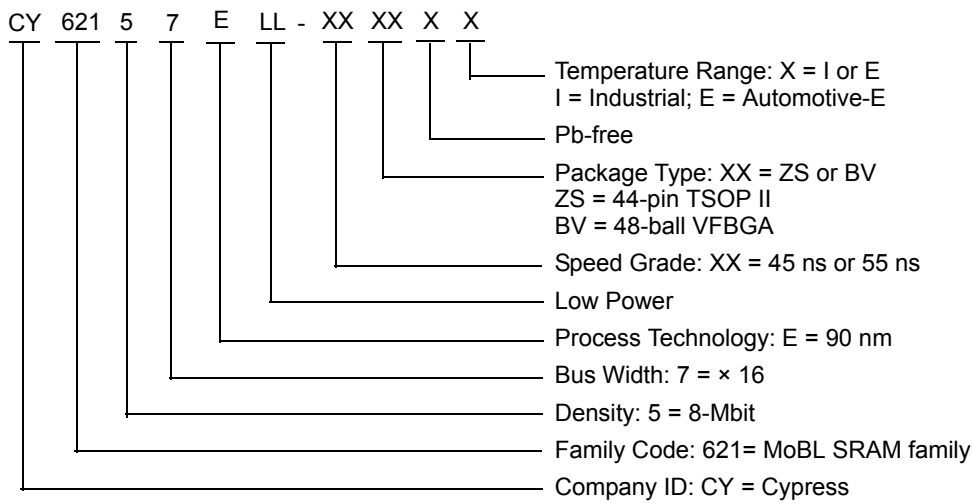 CY 621 5 7 E LL - XX XX X X
Temperature Range: X = I or E
I = Industrial; E = Automotive-E
Pb-free
Package Type: XX = ZS or BV
ZS = 44-pin TSOP II
BV = 48-ball VFBGA
Speed Grade: XX = 45 ns or 55 ns
Low Power
Process Technology: E = 90 nm
Bus Width: 7 = × 16
Density: 5 = 8-Mbit
Family Code: 621= MoBL SRAM family
Company ID: CY = Cypress